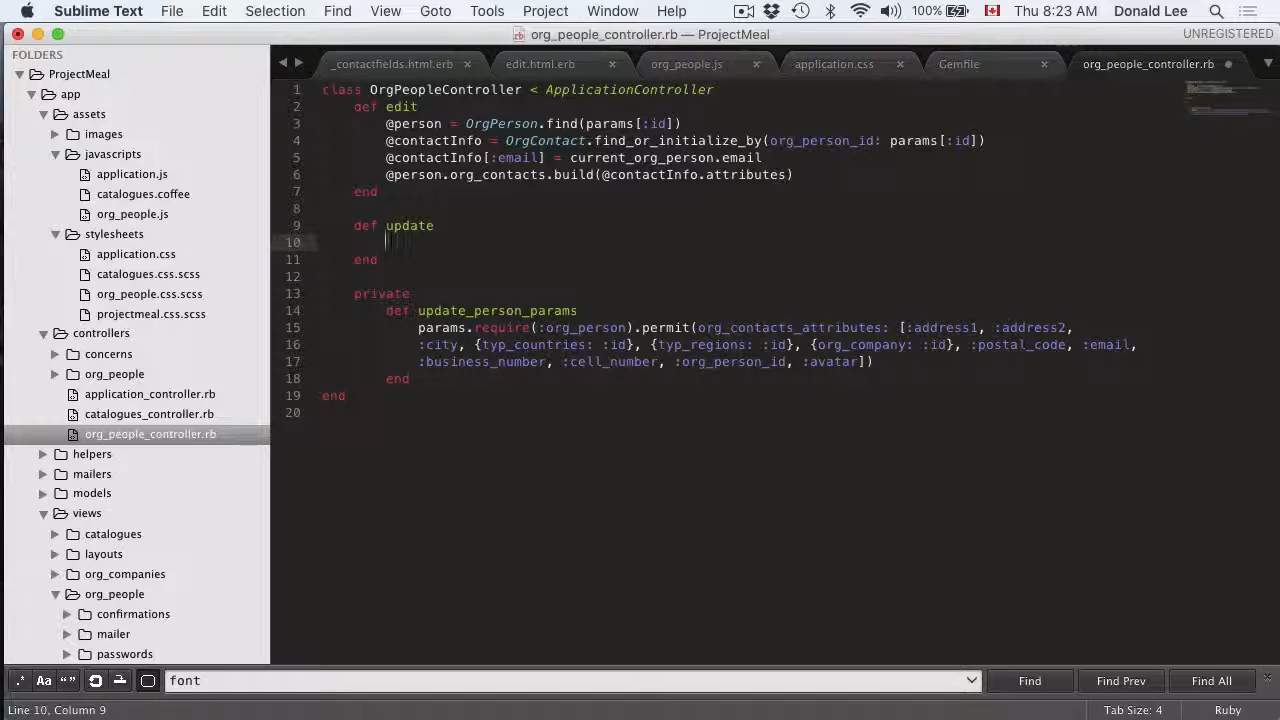 Sublime Text File Edit Selection Find View Goto Tools Project Window Help 100% Thu 8:23 AM Donald Lee
org_people_controller.rb — ProjectMeal UNREGISTERED
FOLDERS
ProjectMeal
app
assets
images
javascripts
application.js
catalogues.coffee
org_people.js
stylesheets
application.css
catalogues.css.scss
org_people.css.scss
projectmeal.css.scss
controllers
concerns
org_people
application_controller.rb
catalogues_controller.rb
org_people_controller.rb
helpers
mailers
models
views
catalogues
layouts
org_companies
org_people
confirmations
mailer
passwords
_contactfields.html.erb × edit.html.erb × org_people.js × application.css × Gemfile × org_people_controller.rb
1 class OrgPeopleController < ApplicationController
2 def edit
3 @person = OrgPerson.find(params[:id])
4 @contactInfo = OrgContact.find_or_initialize_by(org_person_id: params[:id])
5 @contactInfo[:email] = current_org_person.email
6 @person.org_contacts.build(@contactInfo.attributes)
7 end
8
9 def update
10
11 end
12
13 private
14 def update_person_params
15 params.require(:org_person).permit(org_contacts_attributes: [:address1, :address2,
16 :city, {typ_countries: :id}, {typ_regions: :id}, {org_company: :id}, :postal_code, :email,
17 :business_number, :cell_number, :org_person_id, :avatar])
18 end
19 end
20
.* Aa “” font Find Find Prev Find All ×
Line 10, Column 9 Tab Size: 4 Ruby